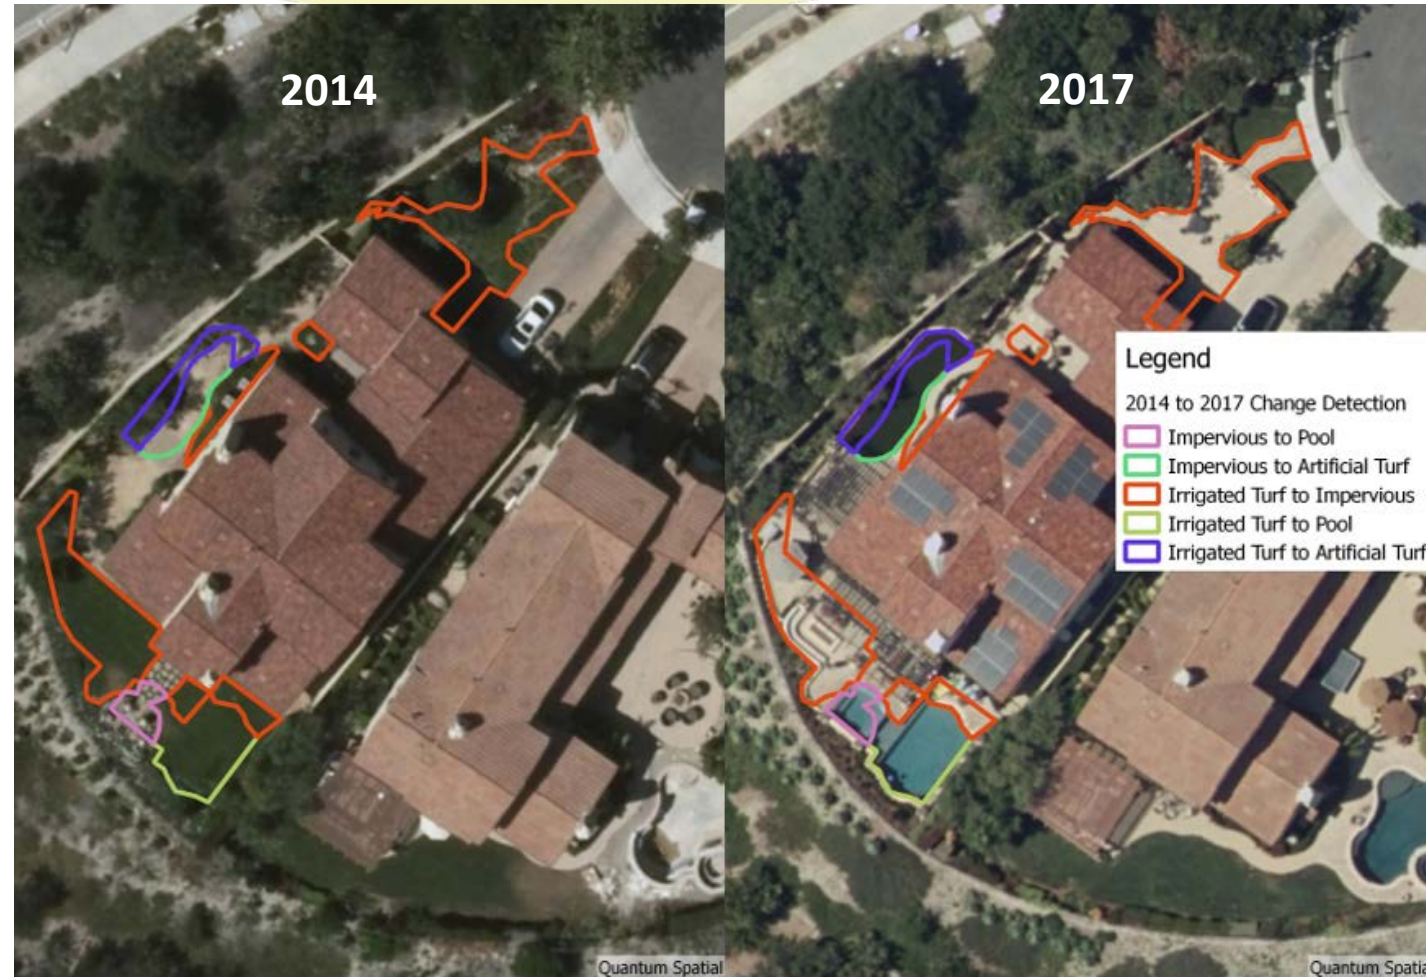 2014
2017
Legend
2014 to 2017 Change Detection
Impervious to Pool
Impervious to Artificial Turf
Irrigated Turf to Impervious
Irrigated Turf to Pool
Irrigated Turf to Artificial Turf
Quantum Spatial
Quantum Spatia